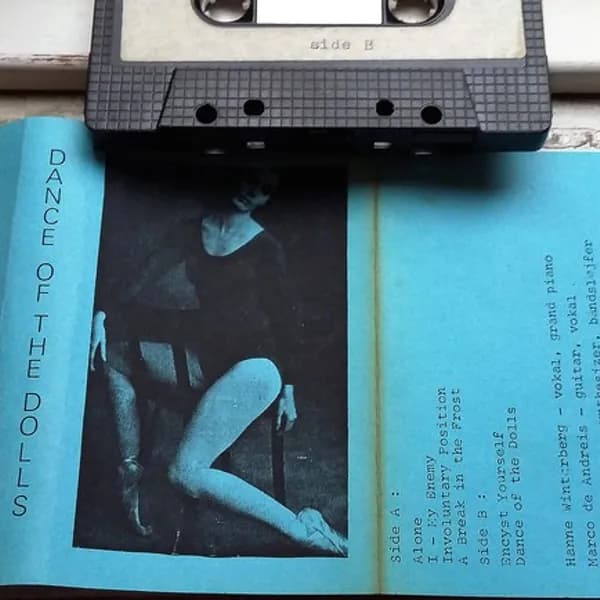 side B
DANCE OF THE DOLLS
Side A :
Alone
I - My Enemy
Involuntary Position
A Break in the Frost
Side B :
Encyst Yourself
Dance of the Dolls
Hanne Winterberg - vokal, grand piano
Marco de Andreis - guitar, vokal
båndsløjfer